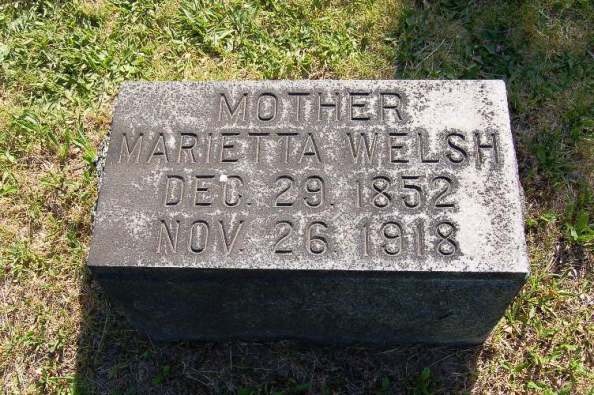 MOTHER
MARIETTA WELSH
DEC. 29. 1852
NOV. 26 1918